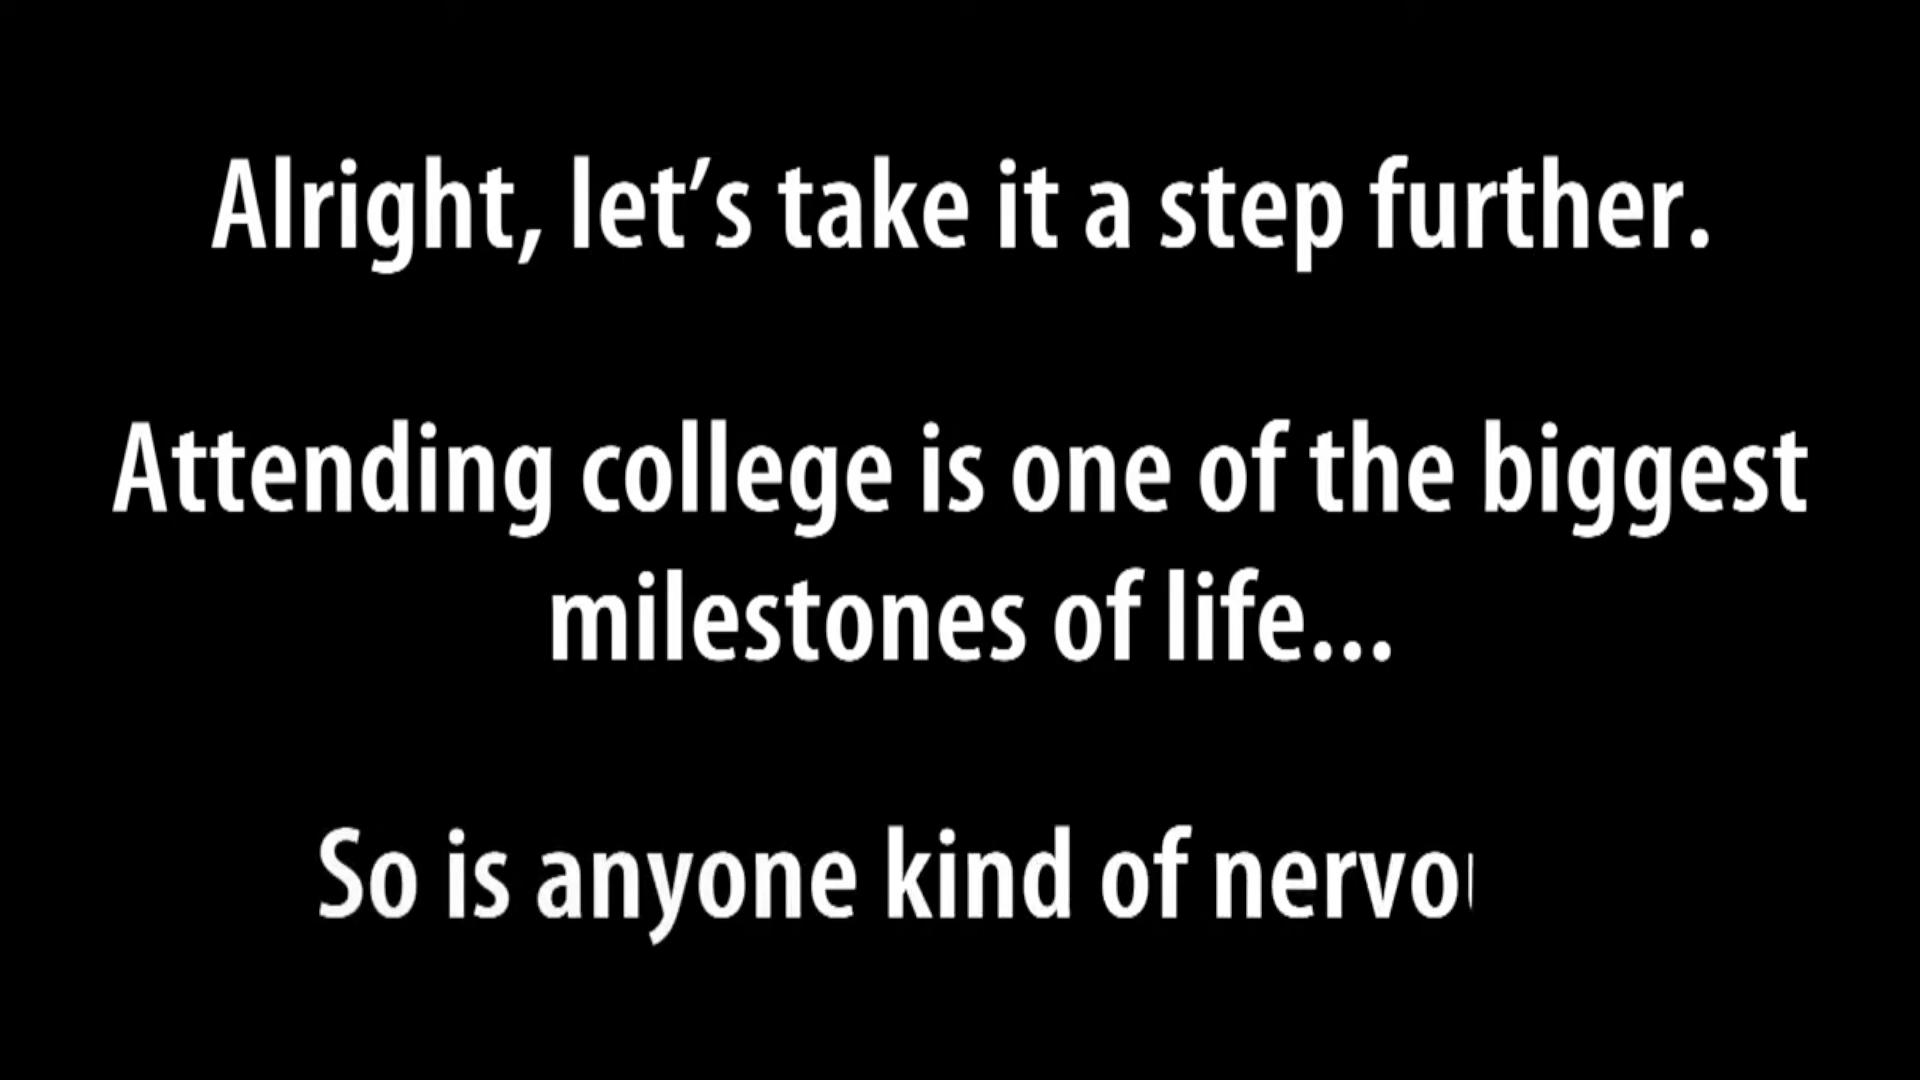 Alright, let’s take it a step further.
Attending college is one of the biggest
milestones of life...
So is anyone kind of